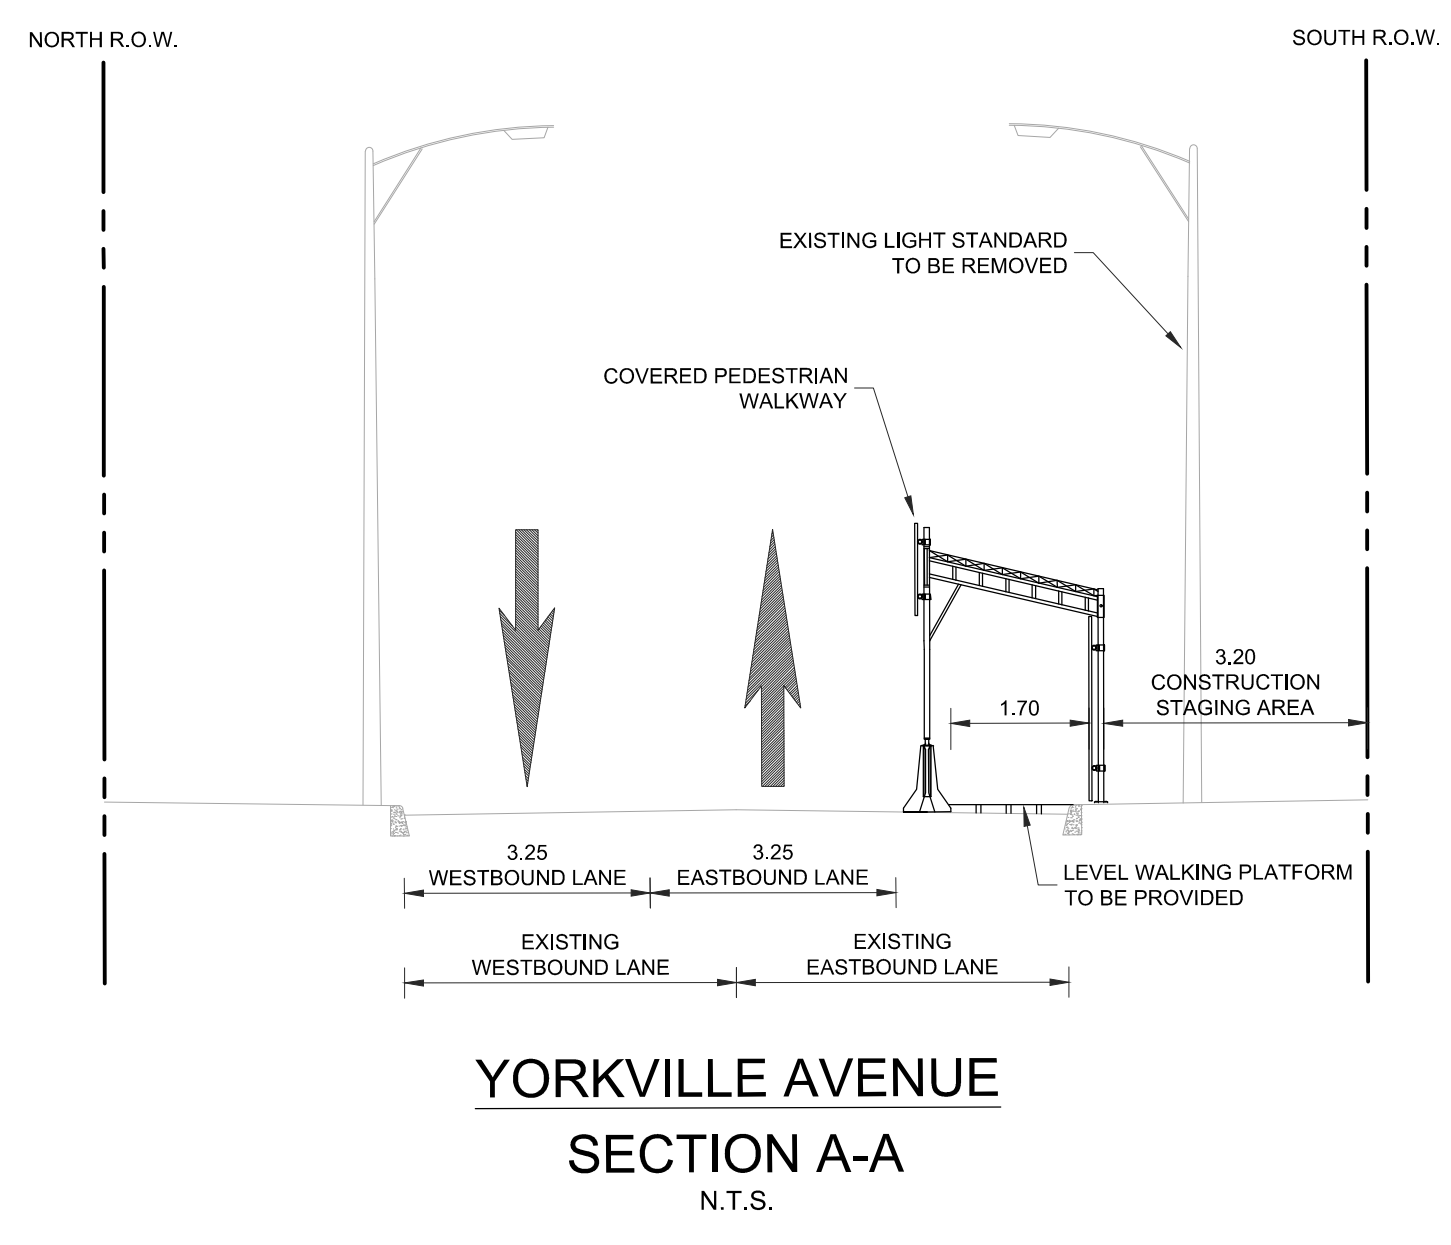 NORTH R.O.W.
SOUTH R.O.W.
EXISTING LIGHT STANDARD
TO BE REMOVED
COVERED PEDESTRIAN
WALKWAY
3.20
CONSTRUCTION
STAGING AREA
1.70
3.25
WESTBOUND LANE
3.25
EASTBOUND LANE
LEVEL WALKING PLATFORM
TO BE PROVIDED
EXISTING
WESTBOUND LANE
EXISTING
EASTBOUND LANE
YORKVILLE AVENUE
SECTION A-A
N.T.S.